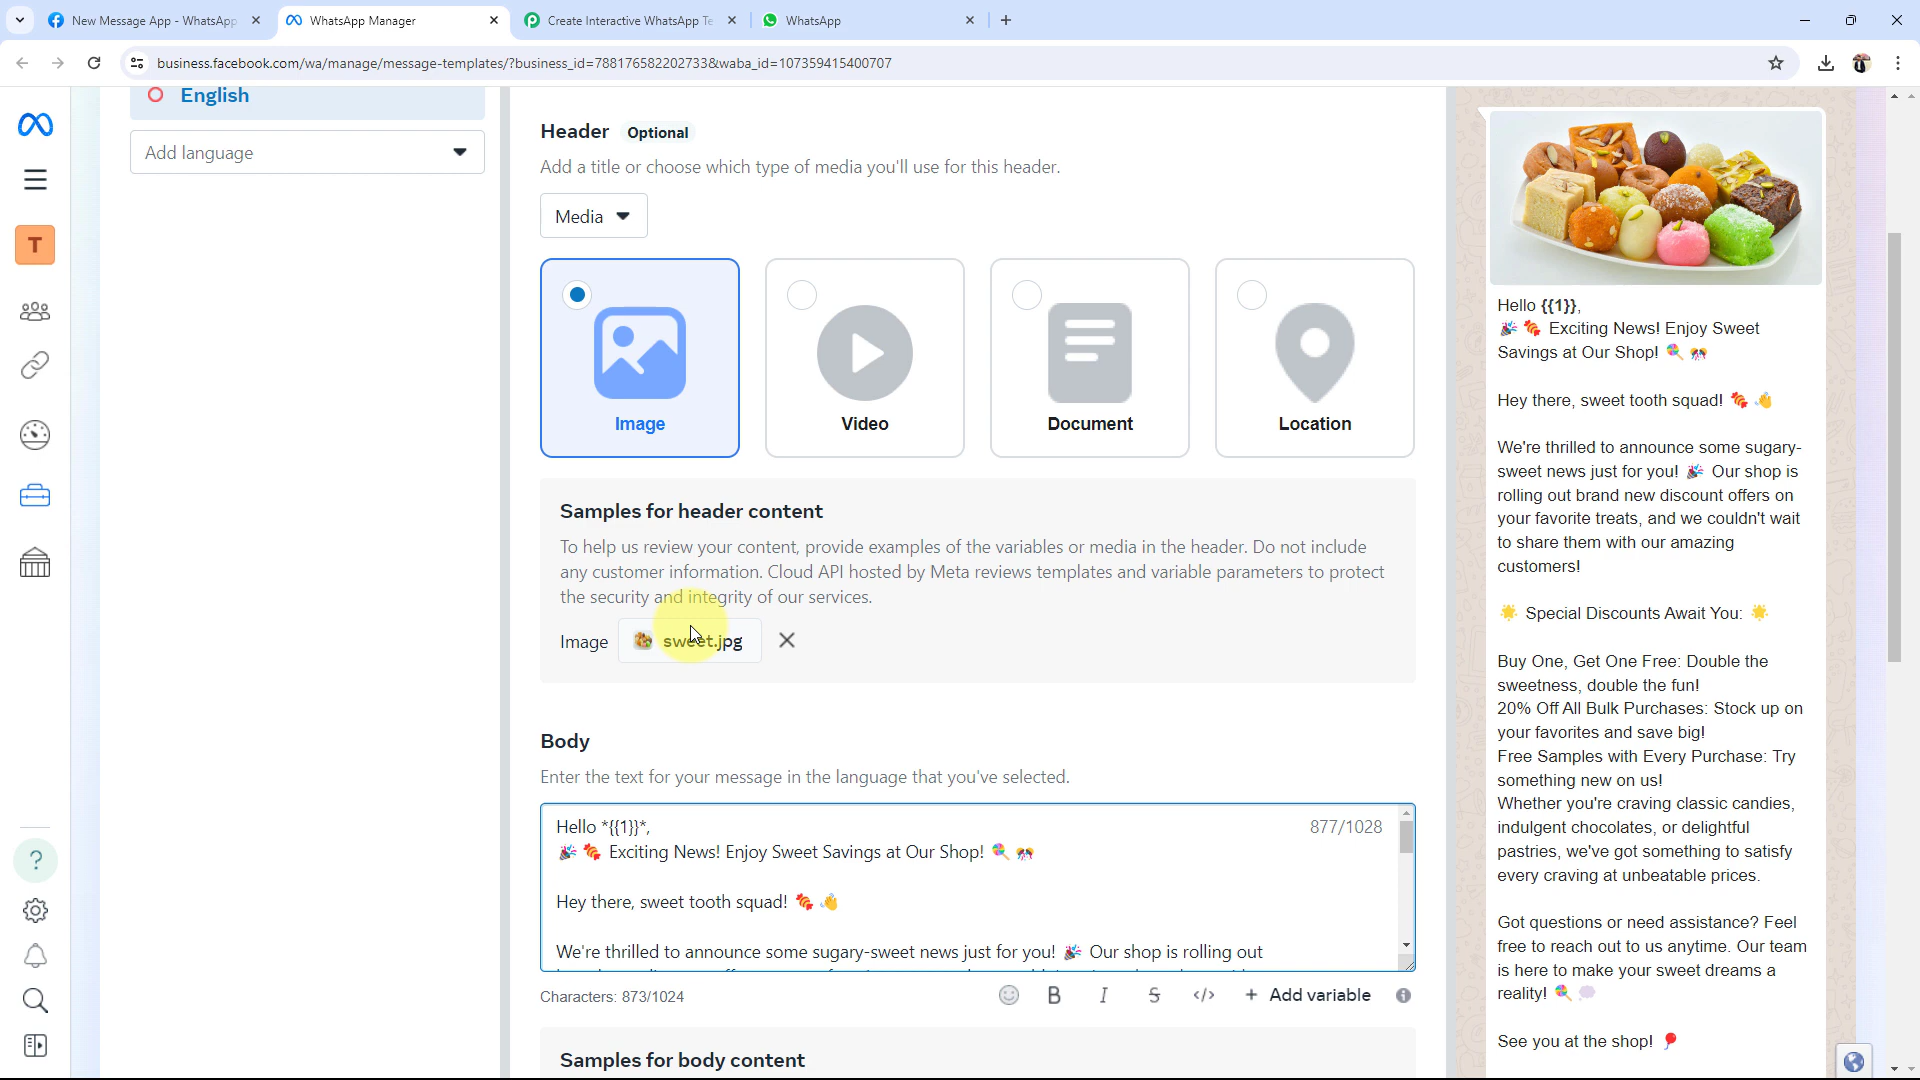 New Message App - WhatsApp
WhatsApp Manager
Create Interactive WhatsApp Te
WhatsApp
business.facebook.com/wa/manage/message-templates/?business_id=788176582202733&waba_id=107359415400707
T
?
English
Add language
Header Optional
Add a title or choose which type of media you'll use for this header.
Media
Image
Video
Document
Location
Samples for header content
To help us review your content, provide examples of the variables or media in the header. Do not include
any customer information. Cloud API hosted by Meta reviews templates and variable parameters to protect
the security and integrity of our services.
Image sweet.jpg
Body
Enter the text for your message in the language that you've selected.
Hello *{{1}}*,
877/1028
🎉 🍬 Exciting News! Enjoy Sweet Savings at Our Shop! 🍭 🎊
Hey there, sweet tooth squad! 🍬 👋
We're thrilled to announce some sugary-sweet news just for you! 🎉 Our shop is rolling out
Characters: 873/1024
B I S </> + Add variable
Samples for body content
Hello {{1}},
🎉 🍬 Exciting News! Enjoy Sweet
Savings at Our Shop! 🍭 🎊
Hey there, sweet tooth squad! 🍬 👋
We're thrilled to announce some sugary-
sweet news just for you! 🎉 Our shop is
rolling out brand new discount offers on
your favorite treats, and we couldn't wait
to share them with our amazing
customers!
🌟 Special Discounts Await You: 🌟
Buy One, Get One Free: Double the
sweetness, double the fun!
20% Off All Bulk Purchases: Stock up on
your favorites and save big!
Free Samples with Every Purchase: Try
something new on us!
Whether you're craving classic candies,
indulgent chocolates, or delightful
pastries, we've got something to satisfy
every craving at unbeatable prices.
Got questions or need assistance? Feel
free to reach out to us anytime. Our team
is here to make your sweet dreams a
reality! 🍭 💭
See you at the shop! 🎈